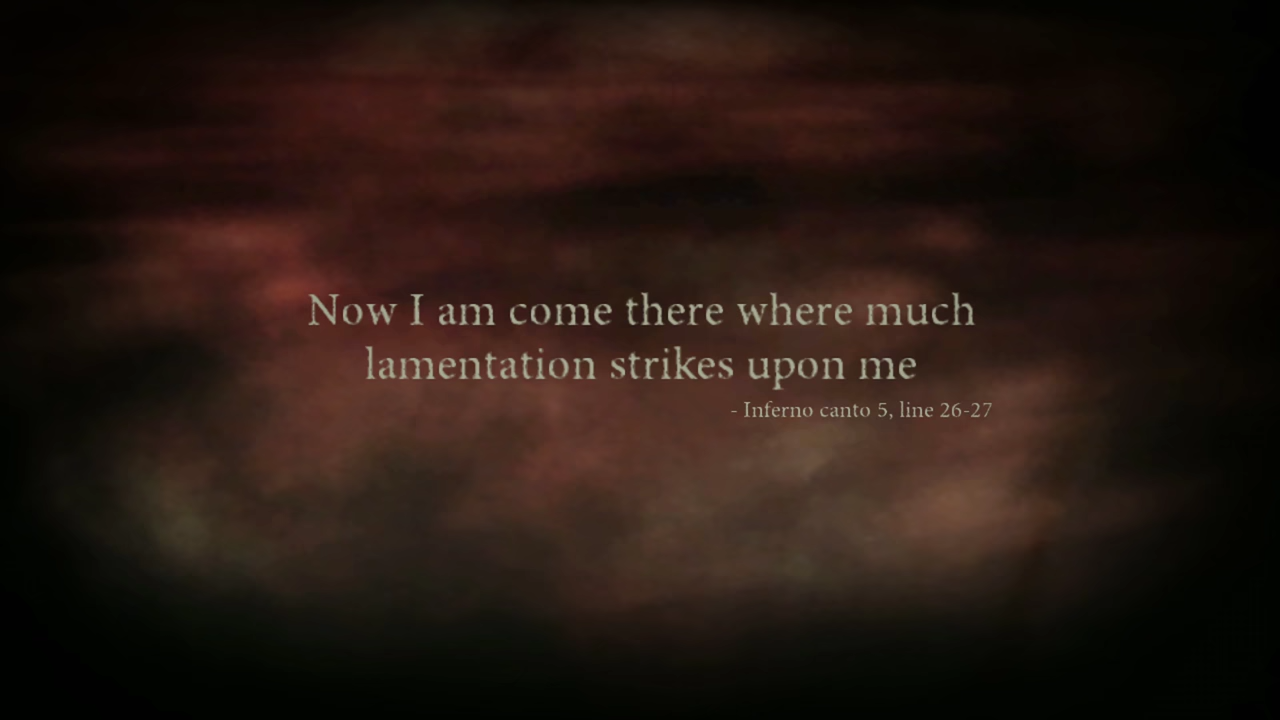 Now I am come there where much
lamentation strikes upon me
- Inferno canto 5, line 26-27